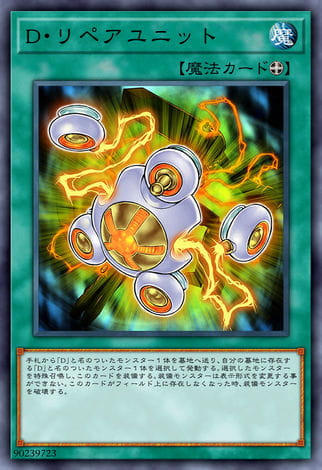 D・リペアユニット
魔
【魔法カード】
手札から「D」と名のついたモンスター1体を墓地へ送り、自分の墓地に存在す
る「D」と名のついたモンスター1体を選択して発動する。選択したモンスター
を特殊召喚し、このカードを装備する。装備モンスターは表示形式を変更する事
ができない。このカードがフィールド上に存在しなくなった時、装備モンスター
を破壊する。
90239723